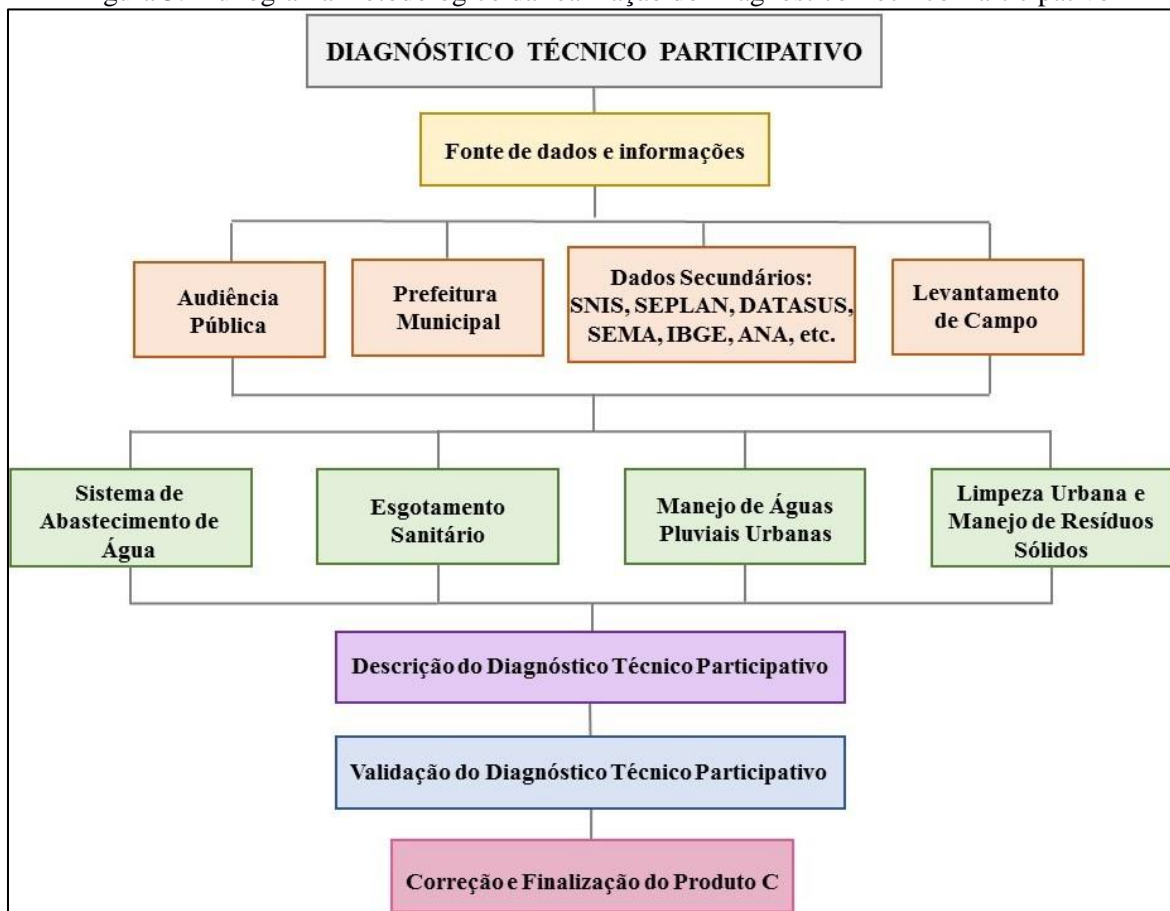 DIAGNÓSTICO TÉCNICO PARTICIPATIVO
Fonte de dados e informações
Audiência
Pública
Prefeitura
Municipal
Dados Secundários:
SNIS, SEPLAN, DATASUS,
SEMA, IBGE, ANA, etc.
Levantamento
de Campo
Sistema de
Abastecimento de
Água
Esgotamento
Sanitário
Manejo de Águas
Pluviais Urbanas
Limpeza Urbana e
Manejo de Resíduos
Sólidos
Descrição do Diagnóstico Técnico Participativo
Validação do Diagnóstico Técnico Participativo
Correção e Finalização do Produto C